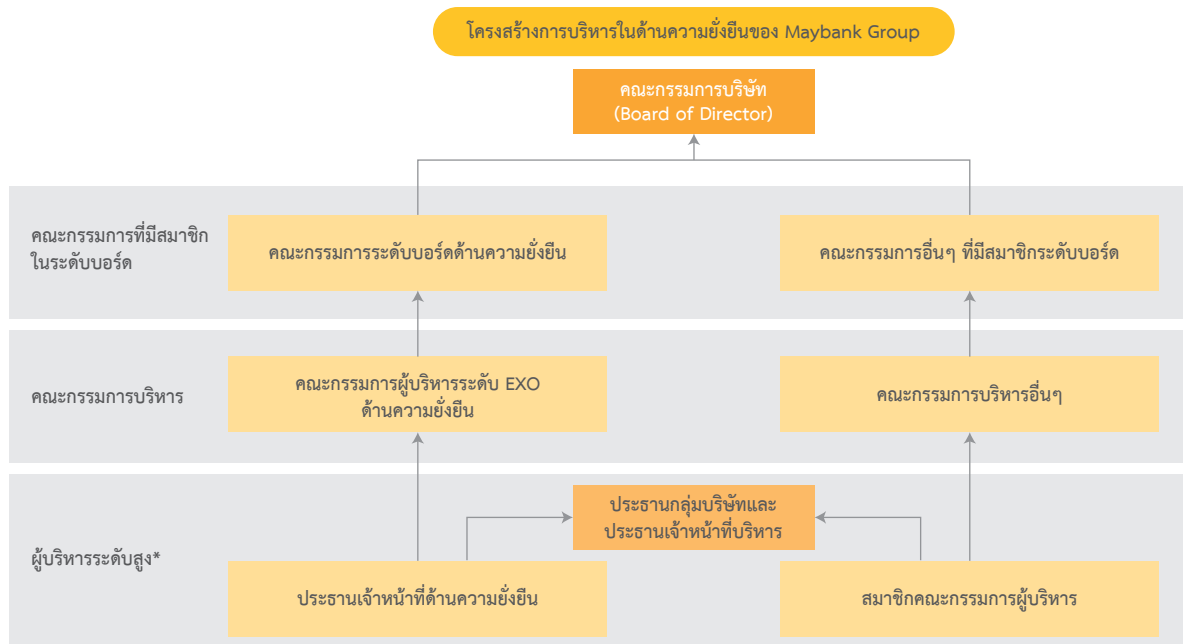 โครงสร้างการบริหารในด้านความยั่งยืนของ Maybank Group
คณะกรรมการบริษัท
(Board of Director)
คณะกรรมการที่มีสมาชิก
ในระดับบอร์ด
คณะกรรมการระดับบอร์ดด้านความยั่งยืน
คณะกรรมการอื่นๆ ที่มีสมาชิกระดับบอร์ด
คณะกรรมการบริหาร
คณะกรรมการผู้บริหารระดับ EXO
ด้านความยั่งยืน
คณะกรรมการบริหารอื่นๆ
ผู้บริหารระดับสูง*
ประธานกลุ่มบริษัทและ
ประธานเจ้าหน้าที่บริหาร
ประธานเจ้าหน้าที่ด้านความยั่งยืน
สมาชิกคณะกรรมการผู้บริหาร